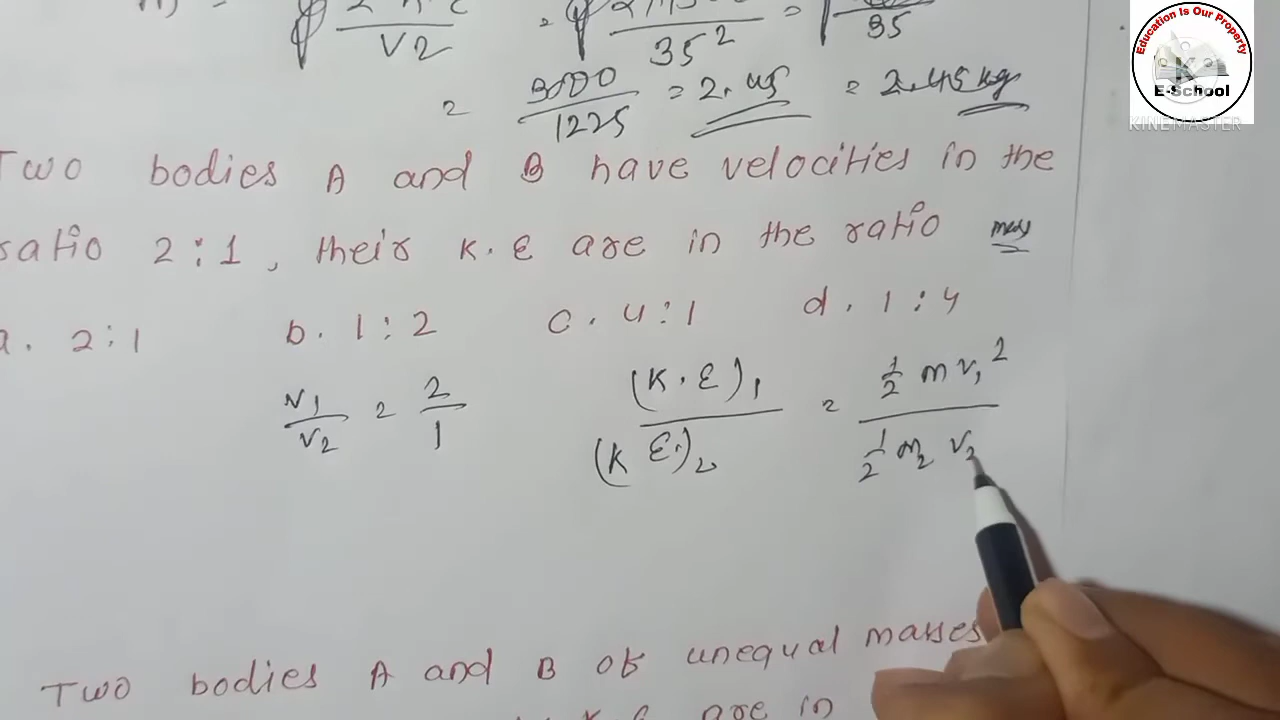 V2
35²
95
= 3000/1225 = 2.45 = 2.45 kg
Education Is Our Property
K
E-School
KINEMASTER
Two bodies A and B have velocities in the
ratio 2:1, their K.E are in the ratio mass
a. 2:1 b. 1:2 c. 4:1 d. 1:4
v₁/v₂ = 2/1 (K.E)₁/(K E.)₂ = ½ m v₁²/½ m₂ v₂
Two bodies A and B of unequal masses
are in